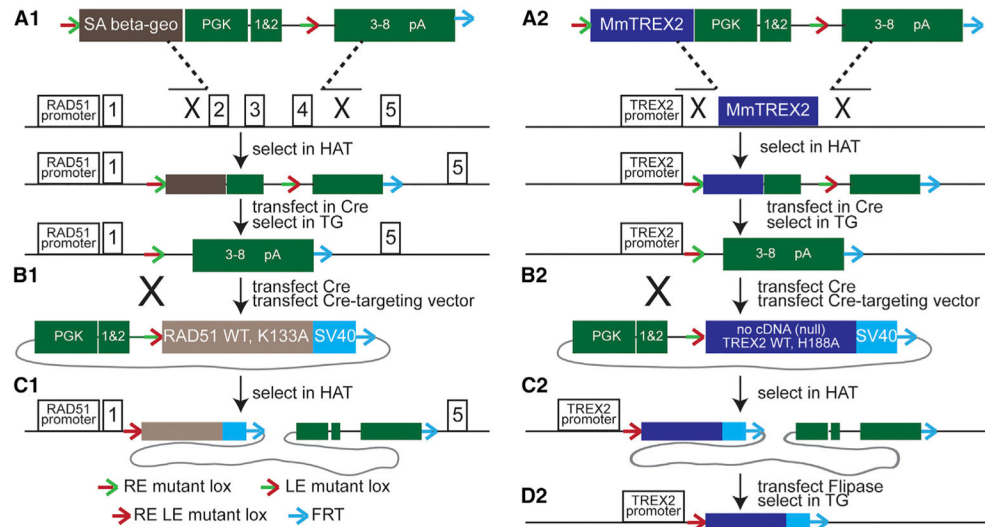 A1
SA beta-geo PGK 1&2 3-8 pA
RAD51
promoter 1 X 2 3 4 X 5
select in HAT
RAD51
promoter 1 5
transfect in Cre
select in TG
RAD51
promoter 1 3-8 pA 5
B1
X
transfect Cre
transfect Cre-targeting vector
PGK 1&2 RAD51 WT, K133A SV40
C1
select in HAT
RAD51
promoter 1 5
RE mutant lox LE mutant lox
RE LE mutant lox FRT
A2
MmTREX2 PGK 1&2 3-8 pA
TREX2
promoter X MmTREX2 X
select in HAT
TREX2
promoter
transfect in Cre
select in TG
TREX2
promoter 3-8 pA
B2
X
transfect Cre
transfect Cre-targeting vector
PGK 1&2 no cDNA (null)
TREX2 WT, H188A SV40
C2
select in HAT
TREX2
promoter
transfect Flipase
select in TG
D2
TREX2
promoter